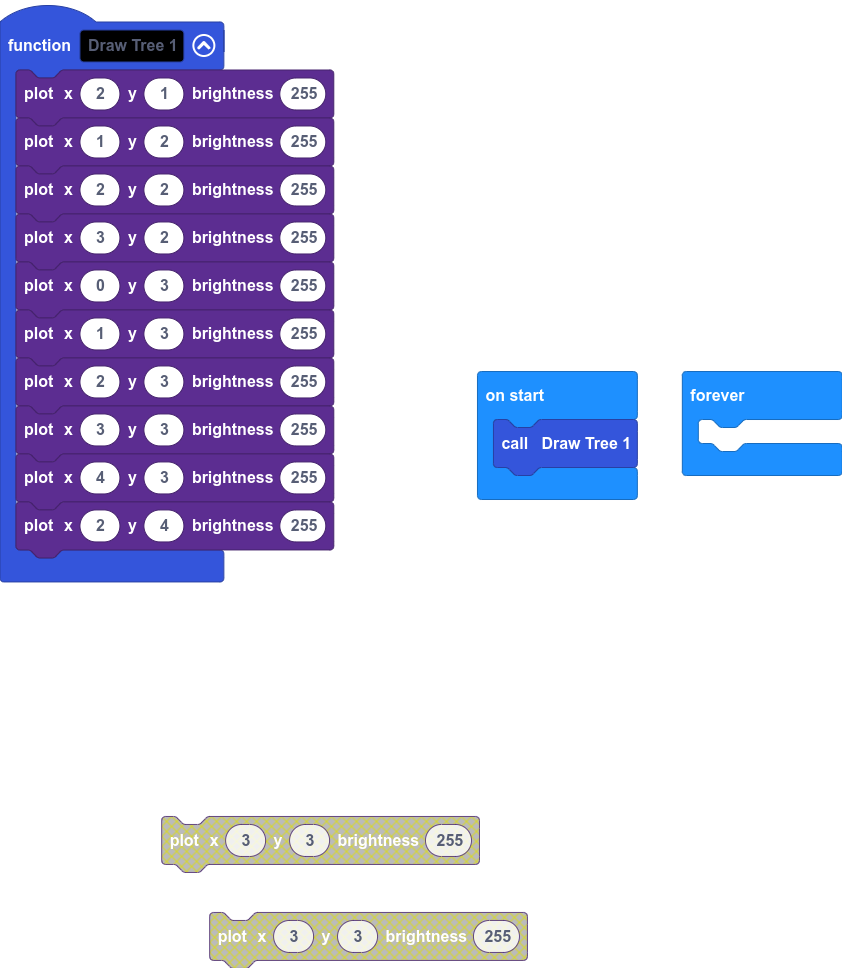 function Draw Tree 1
plot x 2 y 1 brightness 255
plot x 1 y 2 brightness 255
plot x 2 y 2 brightness 255
plot x 3 y 2 brightness 255
plot x 0 y 3 brightness 255
plot x 1 y 3 brightness 255
plot x 2 y 3 brightness 255
plot x 3 y 3 brightness 255
plot x 4 y 3 brightness 255
plot x 2 y 4 brightness 255
on start
call Draw Tree 1
forever
plot x 3 y 3 brightness 255
plot x 3 y 3 brightness 255